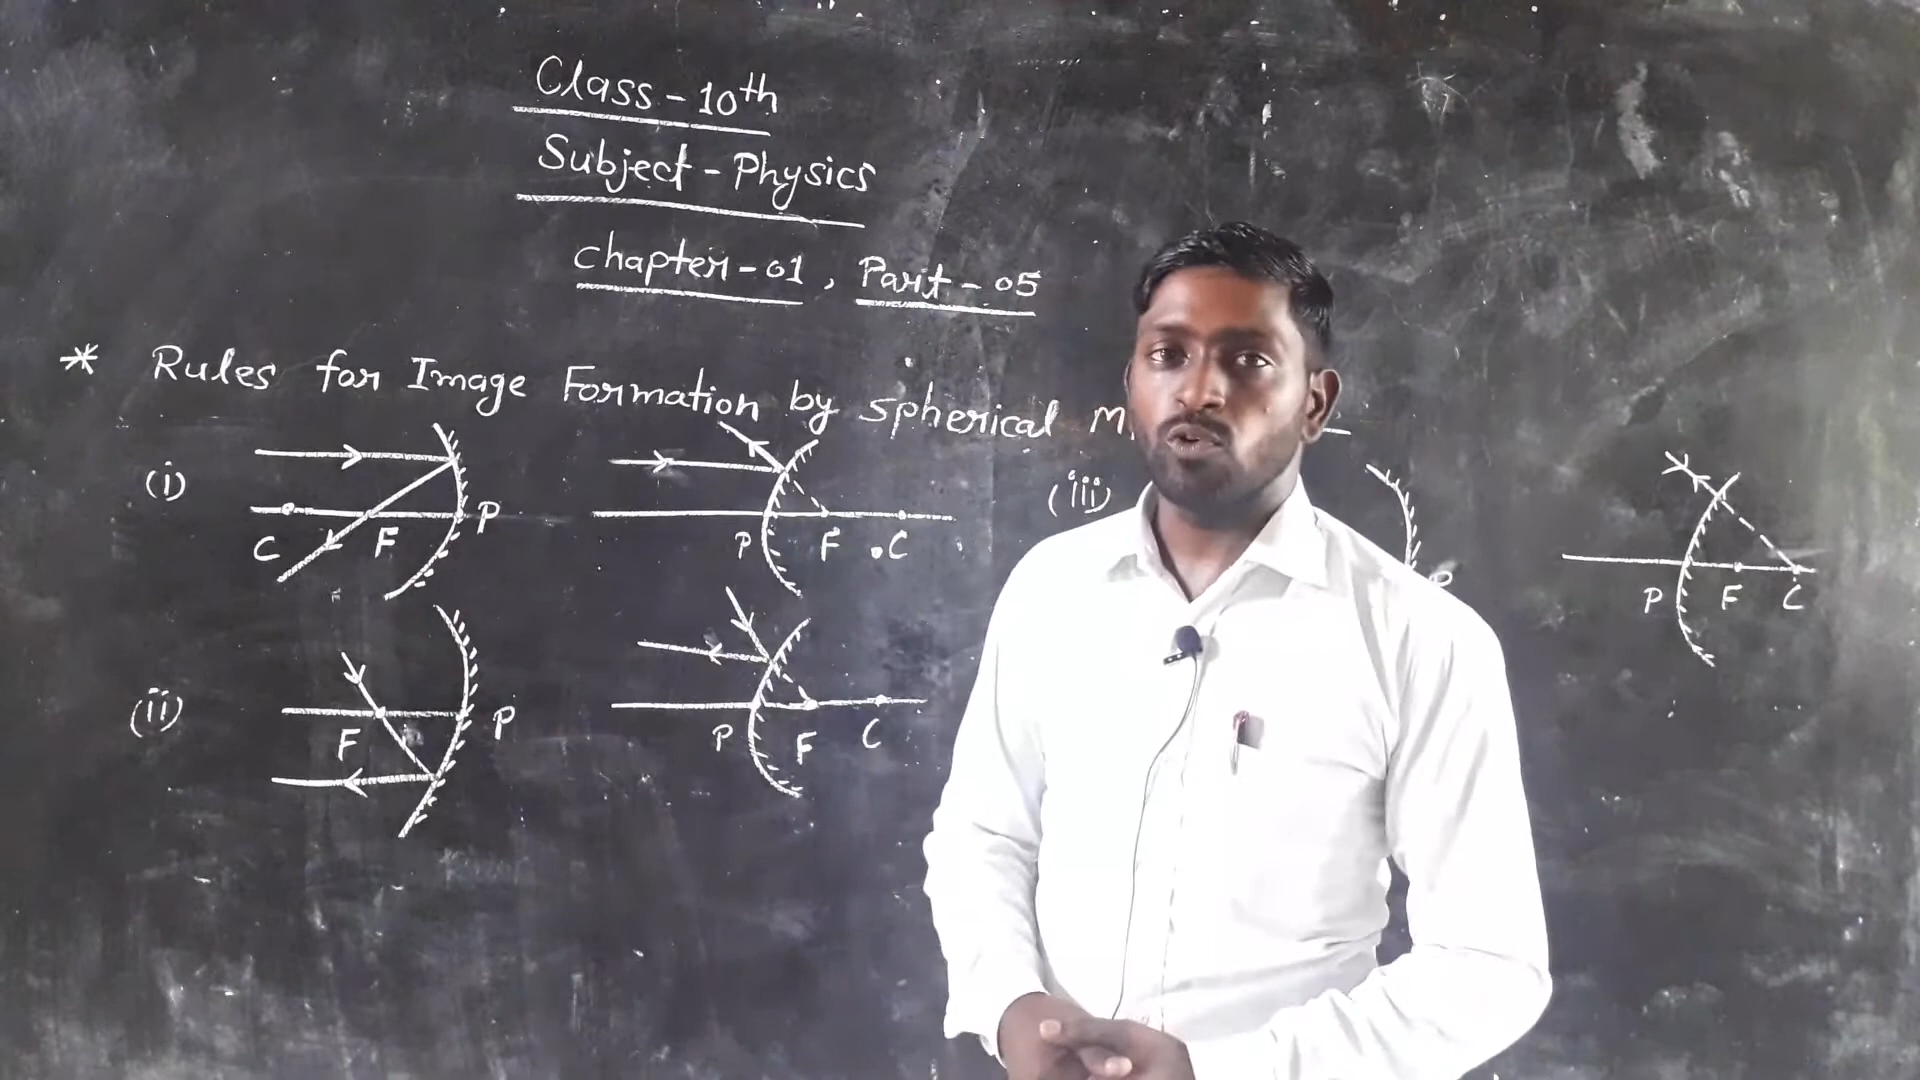 Class - 10th
Subject - Physics
Chapter - 01, Part - 05
* Rules for Image Formation by spherical
(i)
C F P
P F C
(iii)
P F C
(ii)
F P
P F C